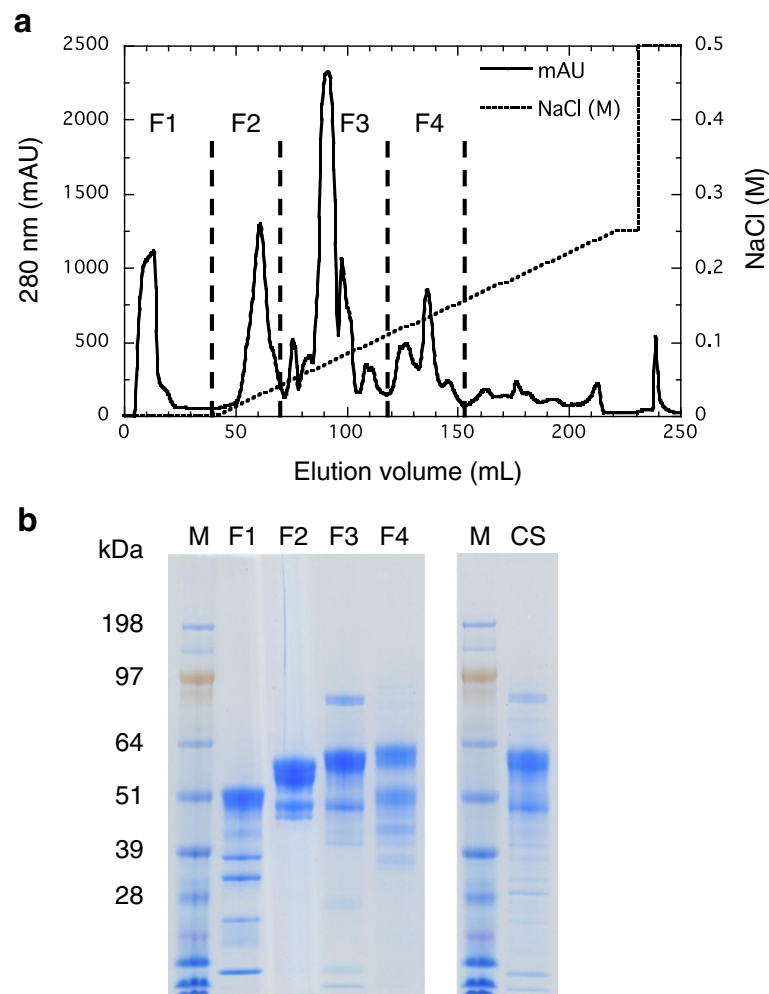 a
2500
2000
1500
1000
500
0
280 nm (mAU)
F1 F2 F3 F4
mAU
NaCl (M)
0.5
0.4
0.3
0.2
0.1
0
NaCl (M)
0 50 100 150 200 250
Elution volume (mL)
b
kDa M F1 F2 F3 F4 M CS
198
97
64
51
39
28